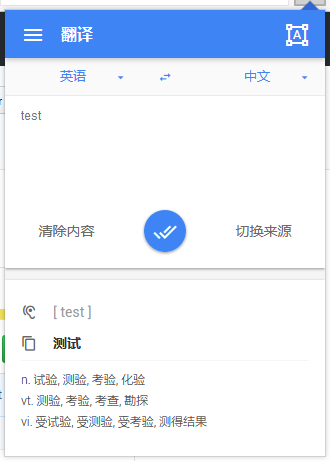 翻译
英语 中文
test
清除内容 切换来源
[ test ]
测试
n. 试验, 测验, 考验, 化验
vt. 测验, 考验, 考查, 勘探
vi. 受试验, 受测验, 受考验, 测得结果